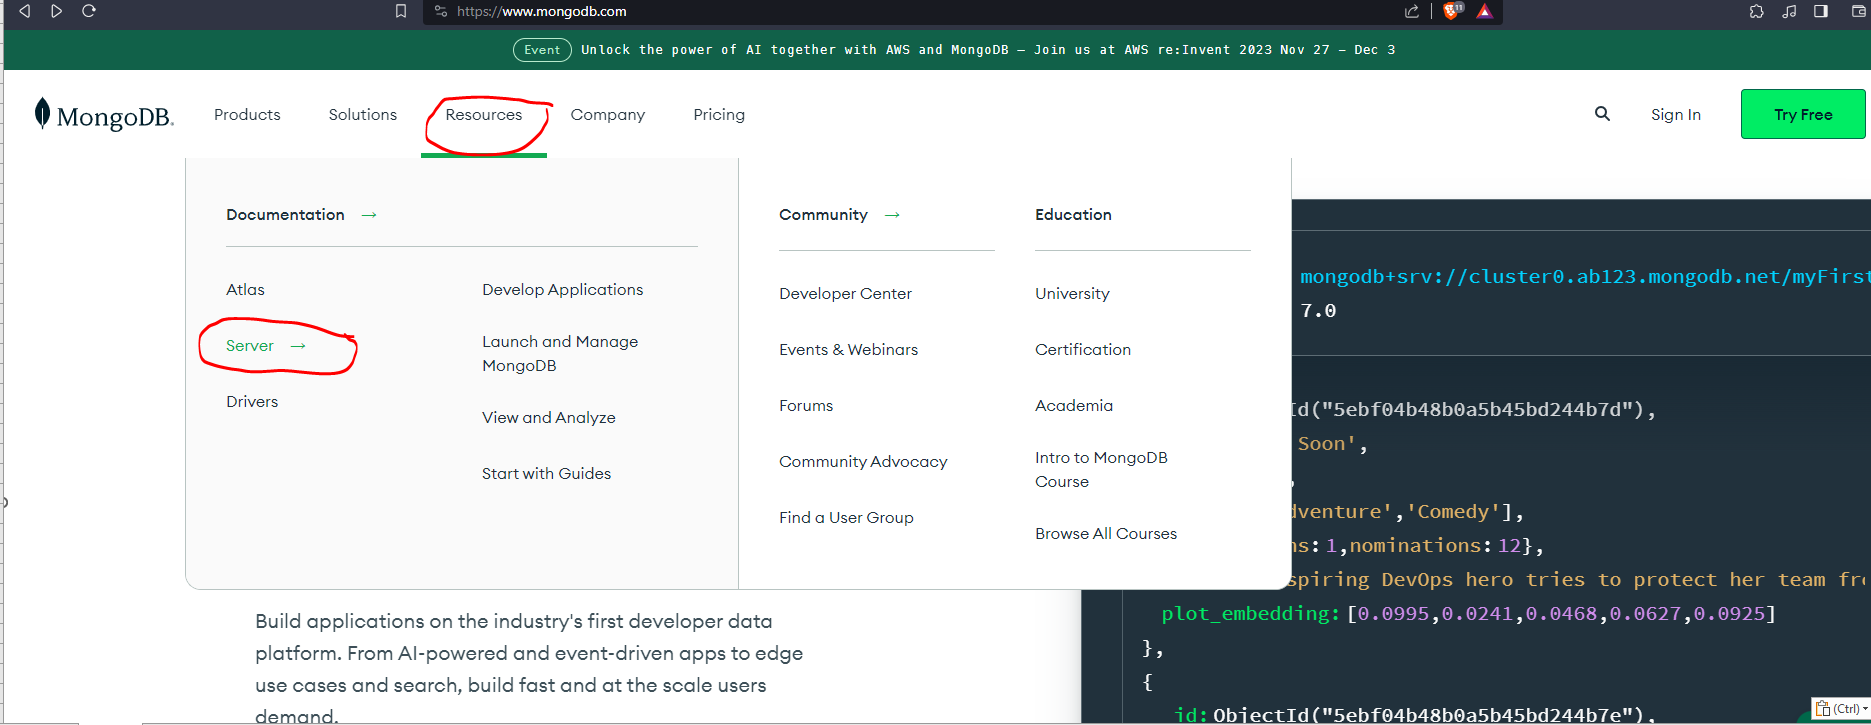 https://www.mongodb.com
11
Event Unlock the power of AI together with AWS and MongoDB — Join us at AWS re:Invent 2023 Nov 27 – Dec 3
MongoDB.
Products
Solutions
Resources
Company
Pricing
Sign In
Try Free
Documentation →
Atlas
Server →
Drivers
Develop Applications
Launch and Manage
MongoDB
View and Analyze
Start with Guides
Community →
Developer Center
Events & Webinars
Forums
Community Advocacy
Find a User Group
Education
University
Certification
Academia
Intro to MongoDB
Course
Browse All Courses
mongodb+srv://cluster0.ab123.mongodb.net/myFirst
7.0
Id("5ebf04b48b0a5b45bd244b7d"),
Soon',
,
dventure','Comedy'],
ns:1,nominations:12},
spiring DevOps hero tries to protect her team fr
plot_embedding:[0.0995,0.0241,0.0468,0.0627,0.0925]
},
{
id:ObjectId("5ebf04b48b0a5b45bd244b7e"),
Build applications on the industry's first developer data
platform. From AI-powered and event-driven apps to edge
use cases and search, build fast and at the scale users
demand.
(Ctrl)